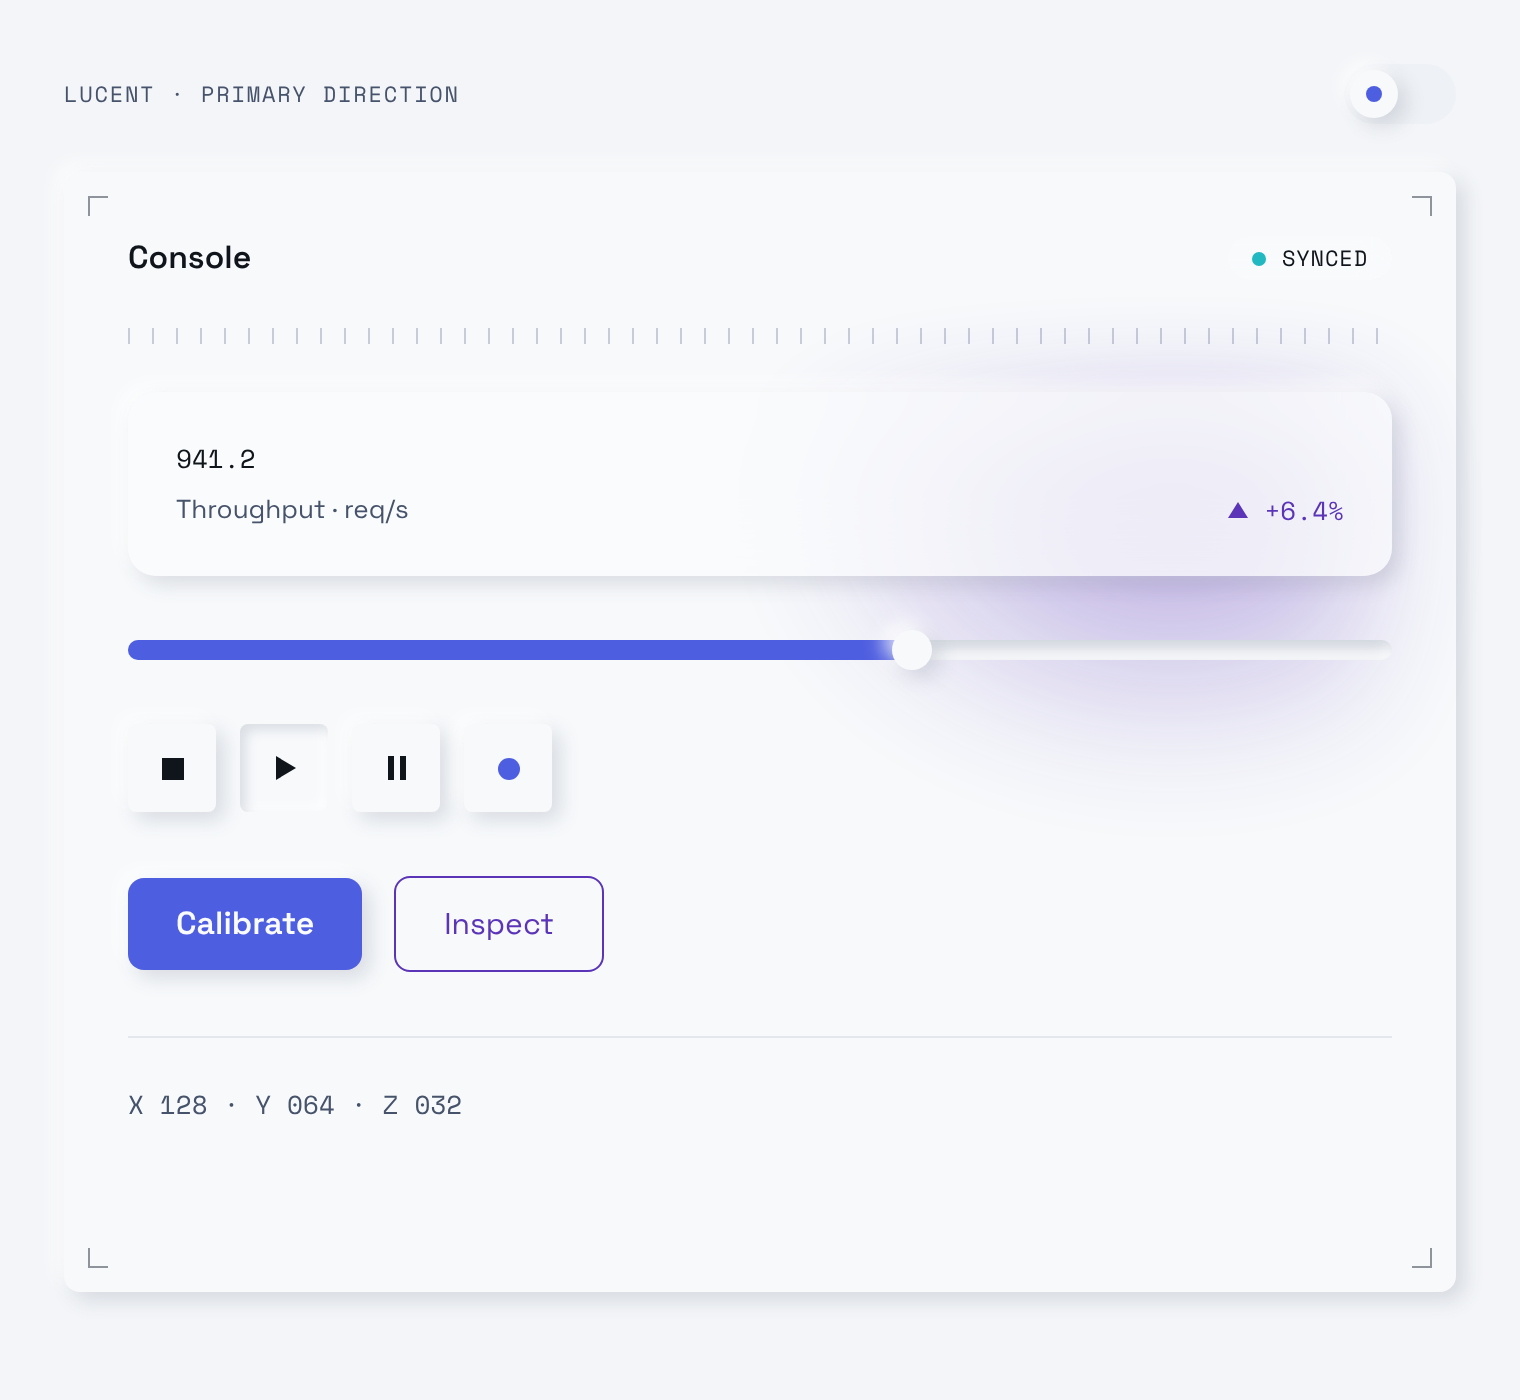 LUCENT · PRIMARY DIRECTION
Console
SYNCED
941.2
Throughput · req/s
▲ +6.4%
Calibrate
Inspect
X 128 · Y 064 · Z 032